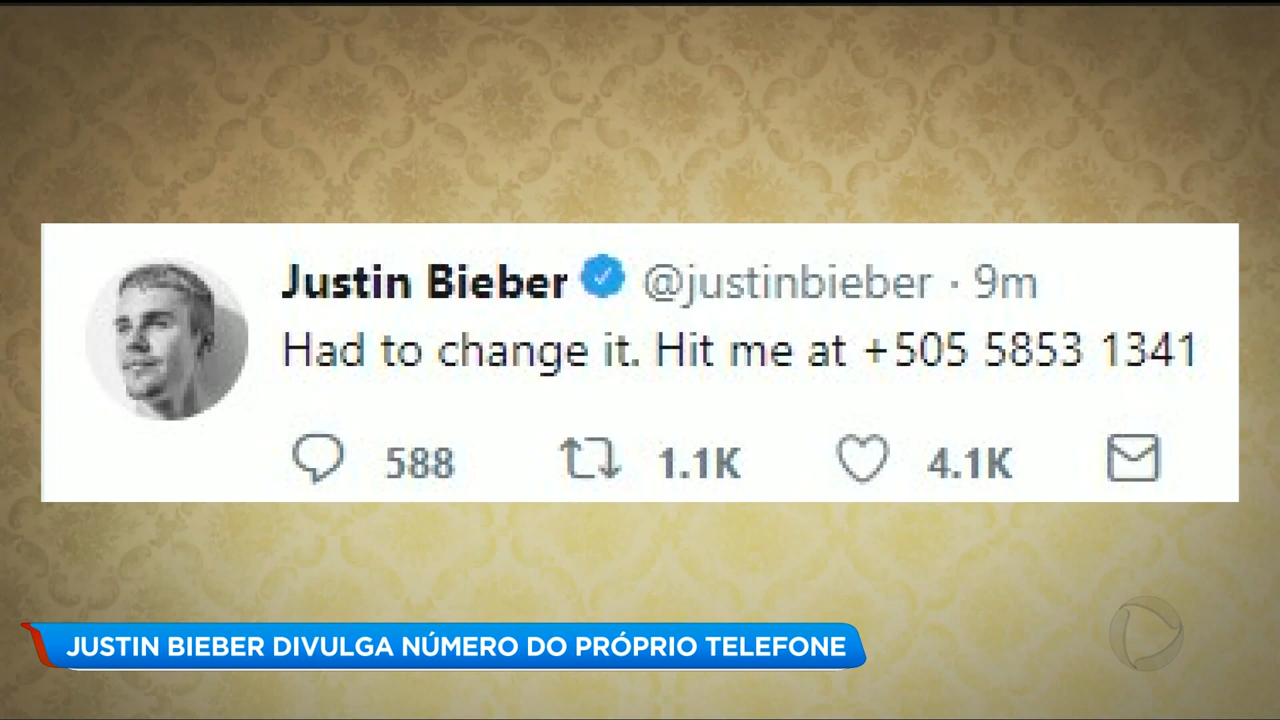 Justin Bieber @justinbieber · 9m
Had to change it. Hit me at +505 5853 1341
588 1.1K 4.1K
JUSTIN BIEBER DIVULGA NÚMERO DO PRÓPRIO TELEFONE